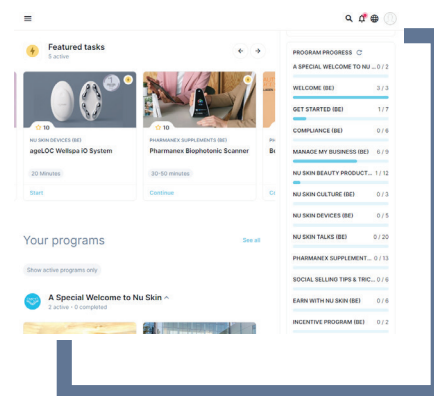 Featured tasks
5 active
10
NU SKIN DEVICES (BE)
ageLOC Wellspa iO System
20 Minutes
Start
10
PHARMANEX SUPPLEMENTS (BE)
Pharmanex Biophotonic Scanner
30-60 minutes
Continue
Your programs
See all
Show active programs only
A Special Welcome to Nu Skin
2 active - 0 completed
PROGRAM PROGRESS
A SPECIAL WELCOME TO NU ... 0 / 2
WELCOME (BE) 3 / 3
GET STARTED (BE) 1 / 7
COMPLIANCE (BE) 0 / 6
MANAGE MY BUSINESS (BE) 6 / 9
NU SKIN BEAUTY PRODUCT... 1 / 12
NU SKIN CULTURE (BE) 0 / 3
NU SKIN DEVICES (BE) 0 / 5
NU SKIN TALKS (BE) 0 / 20
PHARMANEX SUPPLEMENT... 0 / 13
SOCIAL SELLING TIPS & TRIC... 0 / 6
EARN WITH NU SKIN (BE) 0 / 6
INCENTIVE PROGRAM (BE) 0 / 2